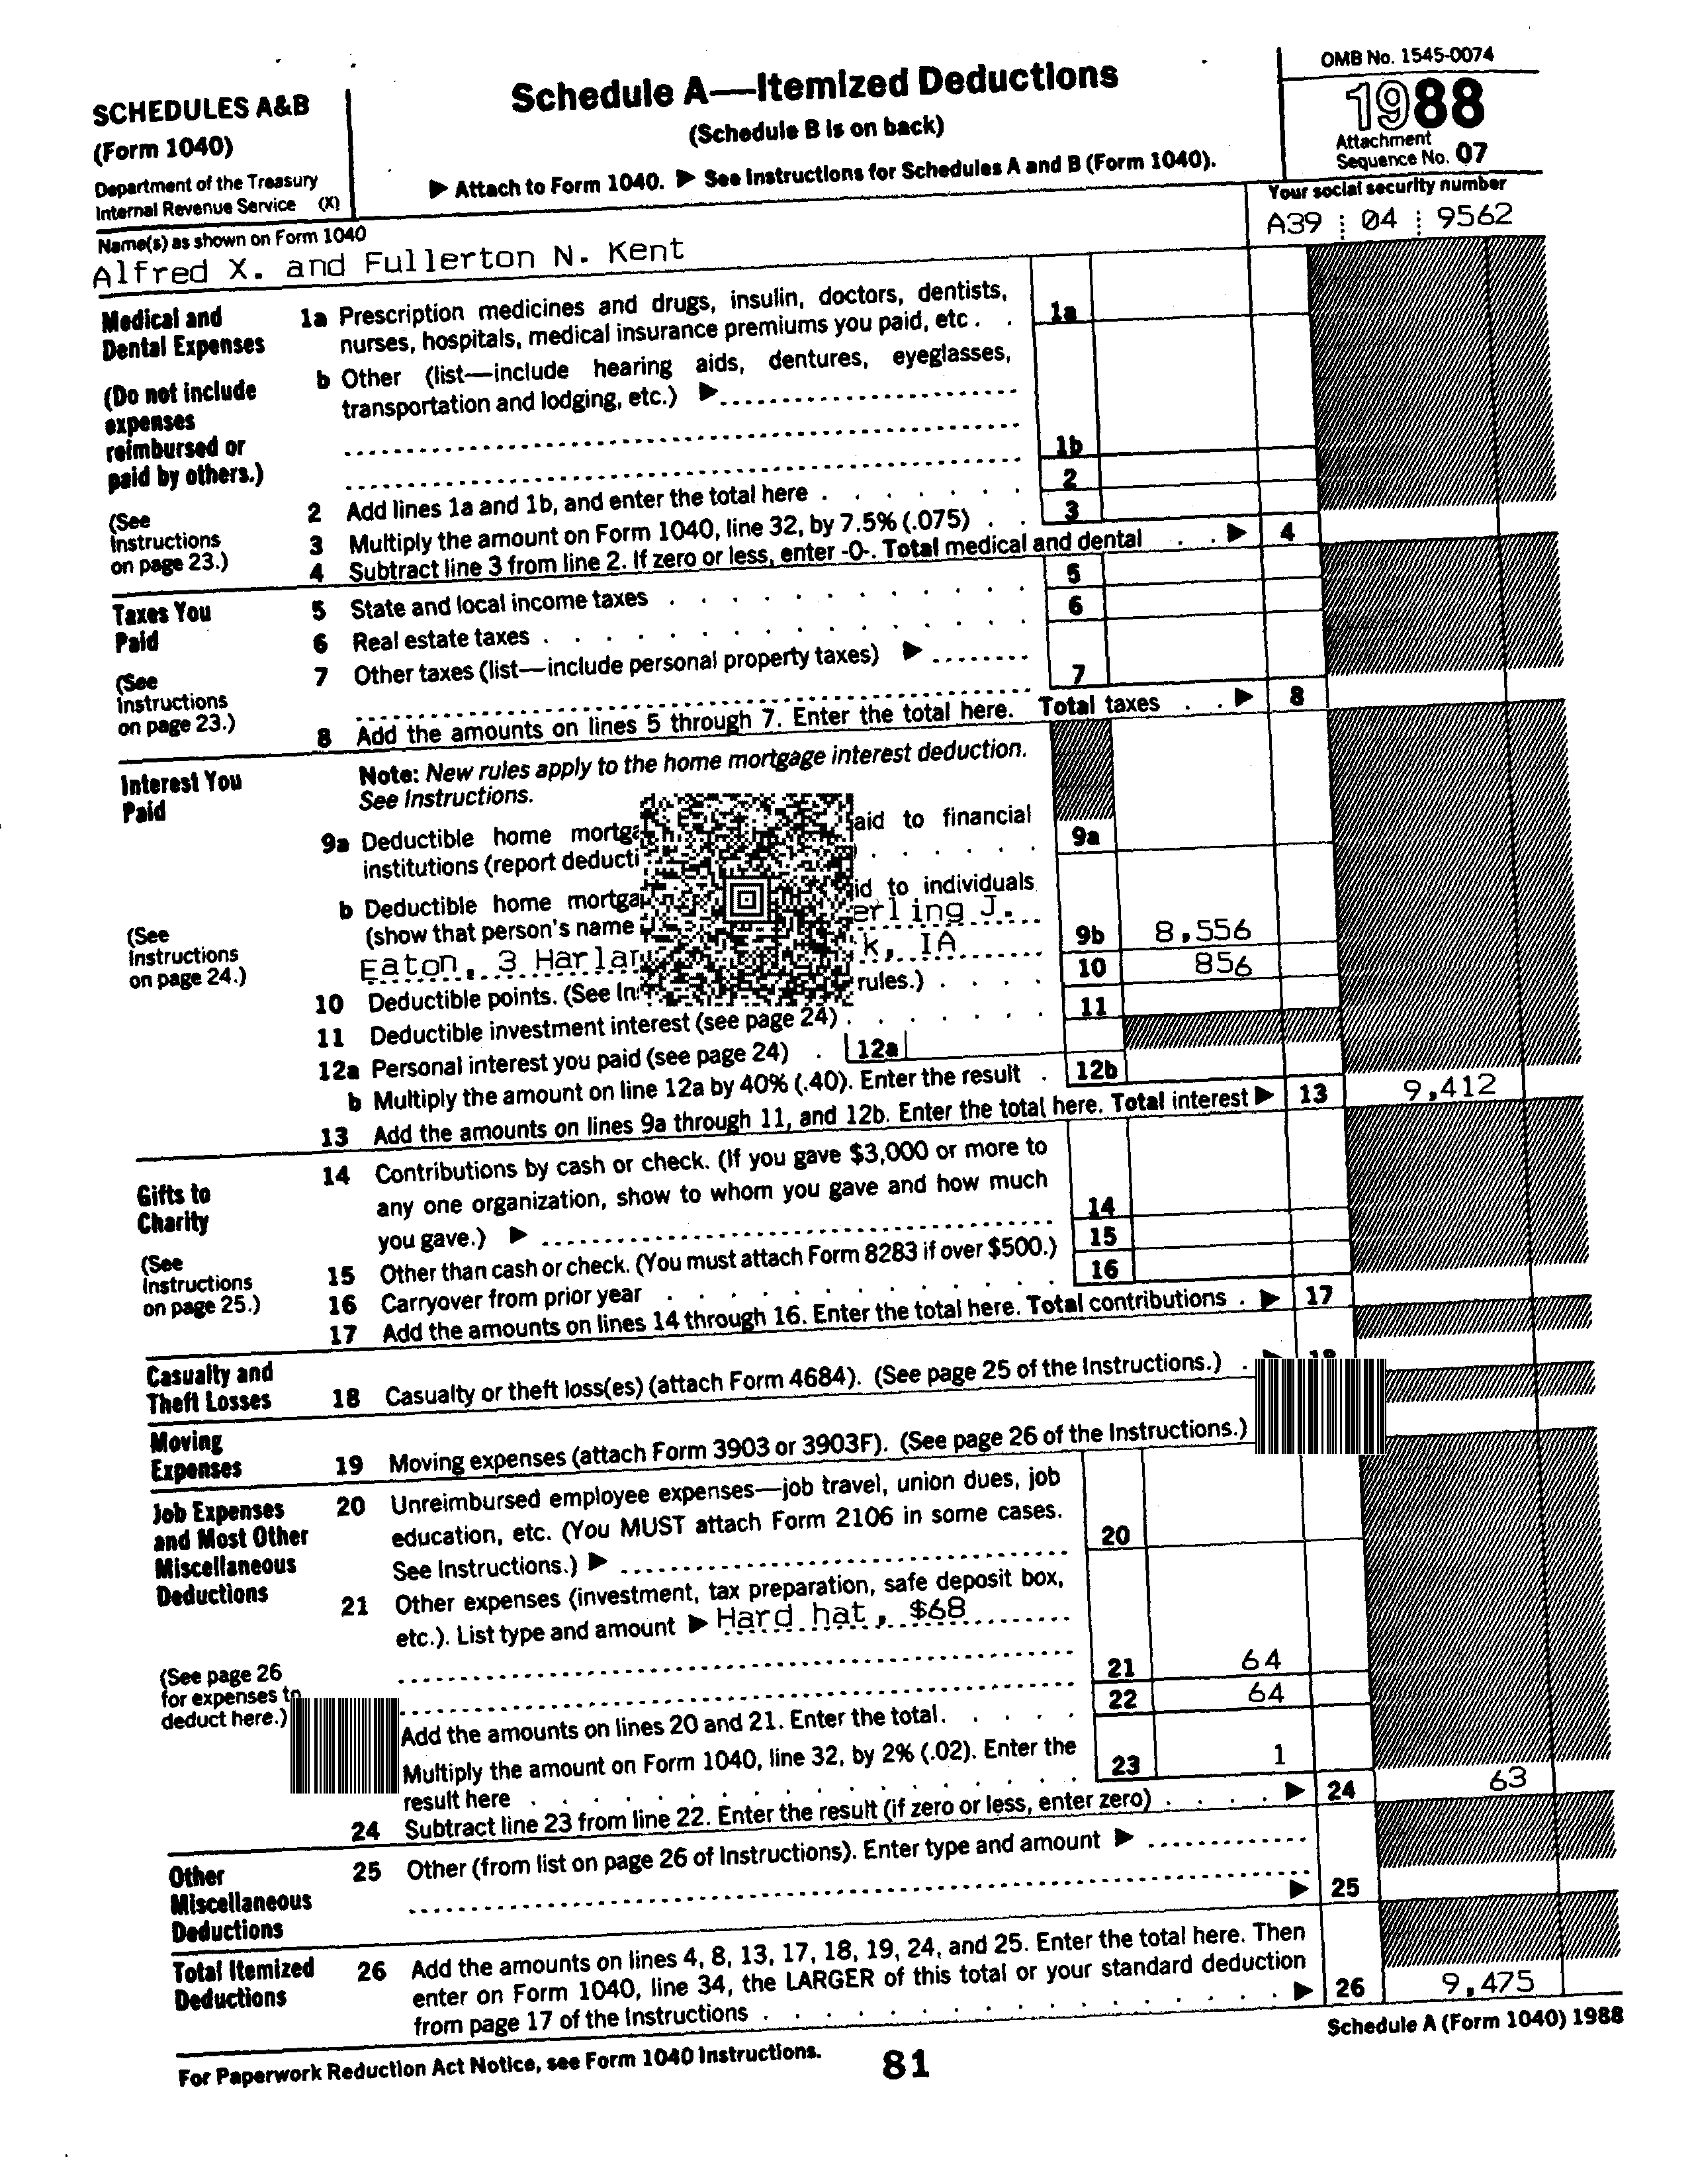 SCHEDULES A&B
(Form 1040)
Department of the Treasury
Internal Revenue Service (X)
Schedule A—Itemized Deductions
(Schedule B is on back)
▶ Attach to Form 1040. ▶ See Instructions for Schedules A and B (Form 1040).
OMB No. 1545-0074
1988
Attachment
Sequence No. 07
Name(s) as shown on Form 1040
Alfred X. and Fullerton N. Kent
Your social security number
A39 04 9562
Medical and
Dental Expenses
(Do not include
expenses
reimbursed or
paid by others.)
(See
Instructions
on page 23.)
1a Prescription medicines and drugs, insulin, doctors, dentists,
nurses, hospitals, medical insurance premiums you paid, etc . . 1a
b Other (list—include hearing aids, dentures, eyeglasses,
transportation and lodging, etc.) ▶
1b
2 Add lines 1a and 1b, and enter the total here . . . . . . . 2
3 Multiply the amount on Form 1040, line 32, by 7.5% (.075) . . 3
4 Subtract line 3 from line 2. If zero or less, enter -0-. Total medical and dental . . ▶ 4
Taxes You
Paid
(See
Instructions
on page 23.)
5 State and local income taxes . . . . . . . . . . . . 5
6 Real estate taxes . . . . . . . . . . . . . . . . 6
7 Other taxes (list—include personal property taxes) ▶
7
8 Add the amounts on lines 5 through 7. Enter the total here. Total taxes . . ▶ 8
Interest You
Paid
(See
Instructions
on page 24.)
Note: New rules apply to the home mortgage interest deduction.
See Instructions.
9a Deductible home aid to financial
institutions (report 9a
b Deductible home id to individuals
(show that person's name erling J.
Eaton, 3 k, IA 9b 8,556
10 Deductible points. (See rules.) . . . . 10 856
11 Deductible investment interest (see page 24) . . . . . . . 11
12a Personal interest you paid (see page 24) . 12a
b Multiply the amount on line 12a by 40% (.40). Enter the result . 12b
13 Add the amounts on lines 9a through 11, and 12b. Enter the total here. Total interest ▶ 13 9,412
Gifts to
Charity
(See
Instructions
on page 25.)
14 Contributions by cash or check. (If you gave $3,000 or more to
any one organization, show to whom you gave and how much
you gave.) ▶ 14
15 Other than cash or check. (You must attach Form 8283 if over $500.) 15
16 Carryover from prior year . . . . . . . . . . . . . 16
17 Add the amounts on lines 14 through 16. Enter the total here. Total contributions . ▶ 17
Casualty and
Theft Losses
18 Casualty or theft loss(es) (attach Form 4684). (See page 25 of the Instructions.) .
Moving
Expenses
19 Moving expenses (attach Form 3903 or 3903F). (See page 26 of the Instructions.)
Job Expenses
and Most Other
Miscellaneous
Deductions
(See page 26
for expenses to
deduct here.)
20 Unreimbursed employee expenses—job travel, union dues, job
education, etc. (You MUST attach Form 2106 in some cases.
See Instructions.) ▶ 20
21 Other expenses (investment, tax preparation, safe deposit box,
etc.). List type and amount ▶ Hard hat, $68
21 64
Add the amounts on lines 20 and 21. Enter the total. . . . . 22 64
Multiply the amount on Form 1040, line 32, by 2% (.02). Enter the
result here . . . . . . . . . . . . . . . . . 23 1
24 Subtract line 23 from line 22. Enter the result (if zero or less, enter zero) . . . . ▶ 24 63
Other
Miscellaneous
Deductions
25 Other (from list on page 26 of Instructions). Enter type and amount ▶
▶ 25
Total Itemized
Deductions
26 Add the amounts on lines 4, 8, 13, 17, 18, 19, 24, and 25. Enter the total here. Then
enter on Form 1040, line 34, the LARGER of this total or your standard deduction
from page 17 of the Instructions . . . . . . . . . . . . . . . . ▶ 26 9,475
For Paperwork Reduction Act Notice, see Form 1040 Instructions.
81
Schedule A (Form 1040) 1988